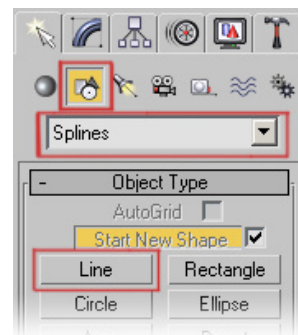 Splines
- Object Type
AutoGrid
Start New Shape
Line Rectangle
Circle Ellipse